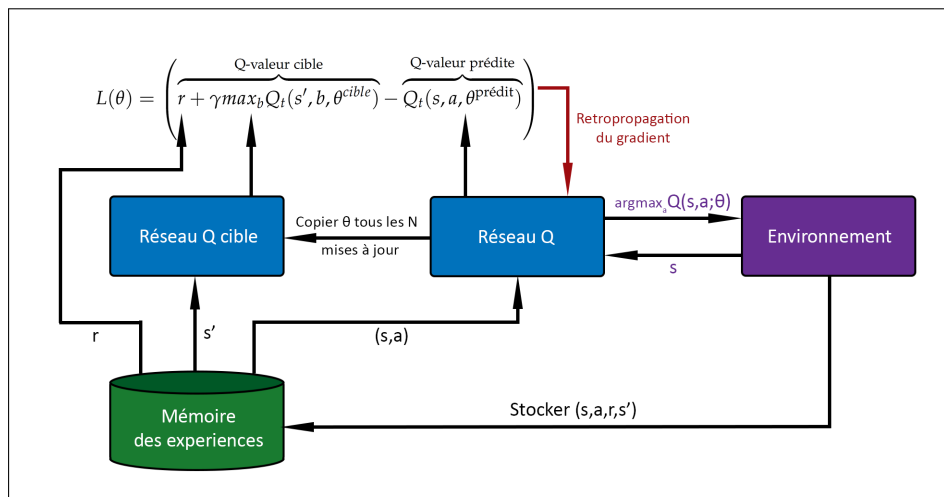 Q-valeur cible
Q-valeur prédite
L(θ) = ( r + γmax_b Q_t(s′, b, θ^cible) − Q_t(s, a, θ^prédit) )
Retropropagation
du gradient
Réseau Q cible
Copier θ tous les N
mises à jour
Réseau Q
argmax_a Q(s,a;θ)
s
Environnement
r
s’
(s,a)
Mémoire
des experiences
Stocker (s,a,r,s’)